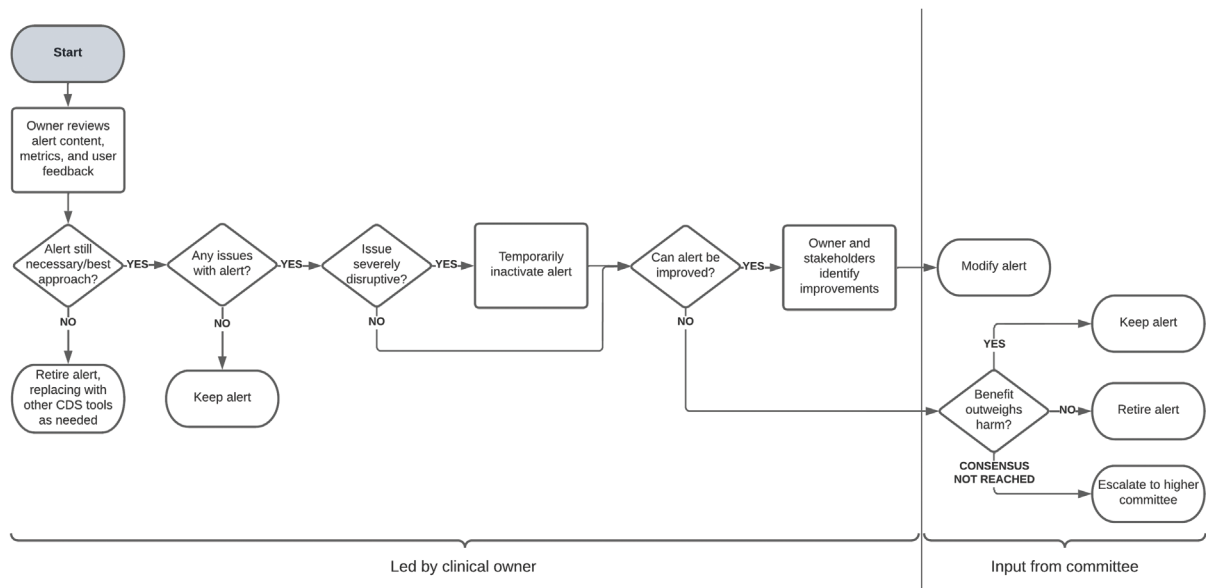 Start
Owner reviews
alert content,
metrics, and user
feedback
Alert still
necessary/best
approach?
YES
NO
Retire alert,
replacing with
other CDS tools
as needed
Any issues
with alert?
YES
NO
Keep alert
Issue
severely
disruptive?
YES
NO
Temporarily
inactivate alert
Can alert be
improved?
YES
NO
Owner and
stakeholders
identify
improvements
Modify alert
Benefit
outweighs
harm?
YES
Keep alert
NO
Retire alert
CONSENSUS
NOT REACHED
Escalate to higher
committee
Led by clinical owner
Input from committee